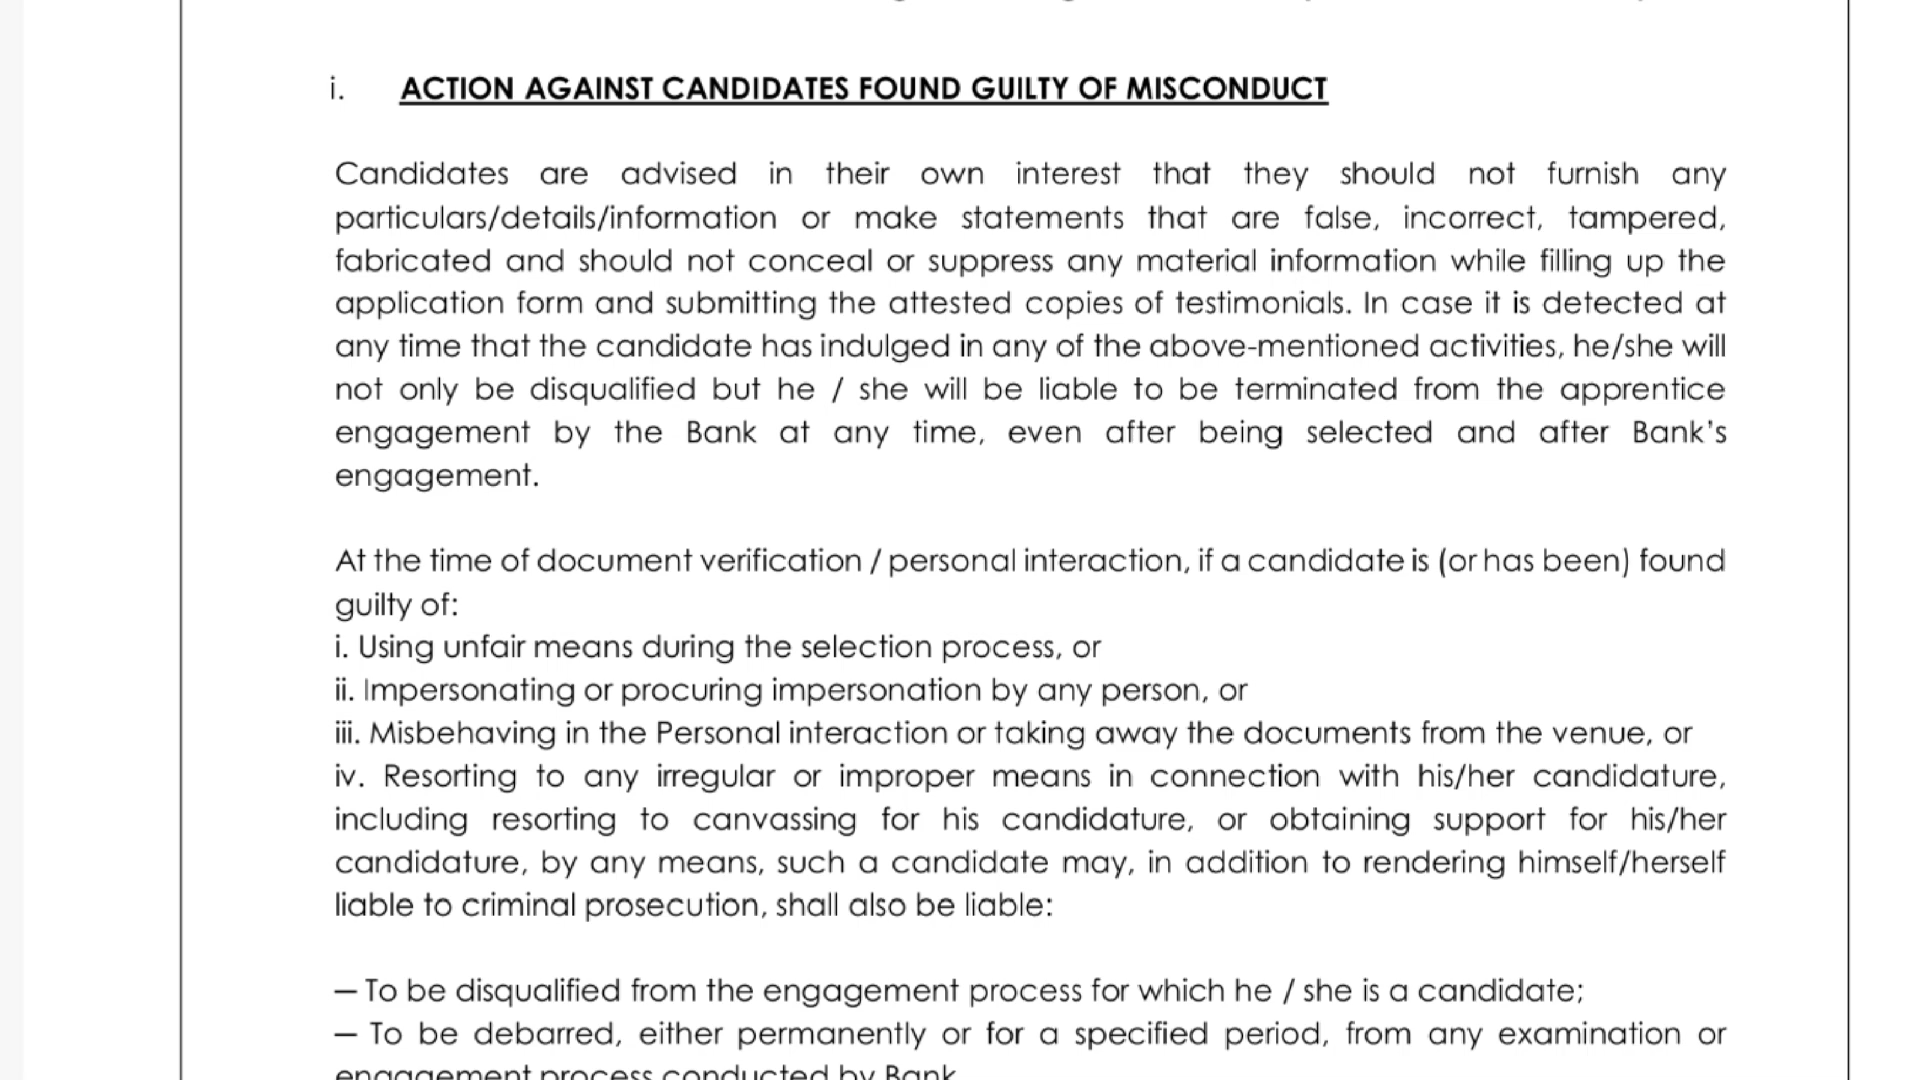 i. ACTION AGAINST CANDIDATES FOUND GUILTY OF MISCONDUCT
Candidates are advised in their own interest that they should not furnish any
particulars/details/information or make statements that are false, incorrect, tampered,
fabricated and should not conceal or suppress any material information while filling up the
application form and submitting the attested copies of testimonials. In case it is detected at
any time that the candidate has indulged in any of the above-mentioned activities, he/she will
not only be disqualified but he / she will be liable to be terminated from the apprentice
engagement by the Bank at any time, even after being selected and after Bank's
engagement.
At the time of document verification / personal interaction, if a candidate is (or has been) found
guilty of:
i. Using unfair means during the selection process, or
ii. Impersonating or procuring impersonation by any person, or
iii. Misbehaving in the Personal interaction or taking away the documents from the venue, or
iv. Resorting to any irregular or improper means in connection with his/her candidature,
including resorting to canvassing for his candidature, or obtaining support for his/her
candidature, by any means, such a candidate may, in addition to rendering himself/herself
liable to criminal prosecution, shall also be liable:
– To be disqualified from the engagement process for which he / she is a candidate;
– To be debarred, either permanently or for a specified period, from any examination or
engagement process conducted by Bank